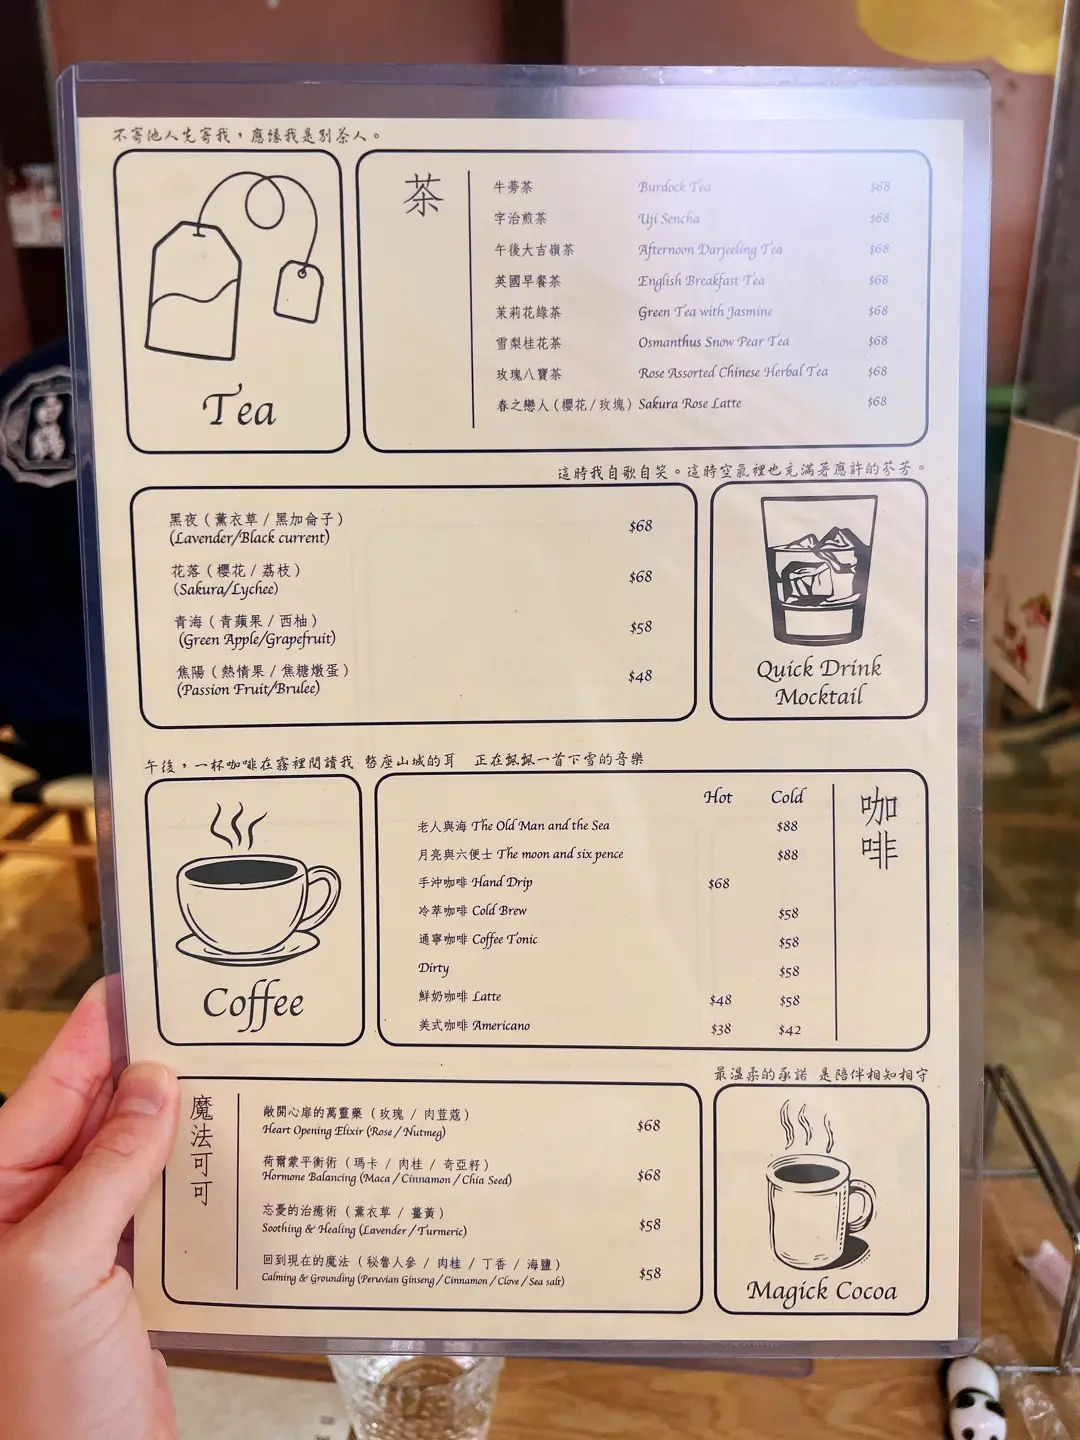 不寄他人先寄我，應緣我是別茶人。
Tea
茶
牛蒡茶 Burdock Tea $68
宇治煎茶 Uji Sencha $68
午後大吉嶺茶 Afternoon Darjeeling Tea $68
英國早餐茶 English Breakfast Tea $68
茉莉花綠茶 Green Tea with Jasmine $68
雪梨桂花茶 Osmanthus Snow Pear Tea $68
玫瑰八寶茶 Rose Assorted Chinese Herbal Tea $68
春之戀人（櫻花/玫瑰）Sakura Rose Latte $68
這時我自歌自笑。這時空氣裡也充滿著應許的芬芳。
黑夜（薰衣草 / 黑加侖子） $68
(Lavender/Black current)
花落（櫻花 / 荔枝） $68
(Sakura/Lychee)
青海（青蘋果 / 西柚） $58
(Green Apple/Grapefruit)
焦陽（熱情果 / 焦糖燉蛋） $48
(Passion Fruit/Brulee)
Quick Drink
Mocktail
午後，一杯咖啡在霧裡閱讀我 整座山城的耳 正在飄飄一首下雪的音樂
Coffee
Hot Cold
咖啡
老人與海 The Old Man and the Sea $88
月亮與六便士 The moon and six pence $88
手沖咖啡 Hand Drip $68
冷萃咖啡 Cold Brew $58
通寧咖啡 Coffee Tonic $58
Dirty $58
鮮奶咖啡 Latte $48 $58
美式咖啡 Americano $38 $42
最溫柔的承諾 是陪伴相知相守
魔法可可
敞開心扉的萬靈藥（玫瑰 / 肉荳蔻） $68
Heart Opening Elixir (Rose / Nutmeg)
荷爾蒙平衡術（瑪卡 / 肉桂 / 奇亞籽） $68
Hormone Balancing (Maca / Cinnamon / Chia Seed)
忘憂的治癒術（薰衣草 / 薑黃） $58
Soothing & Healing (Lavender / Turmeric)
回到現在的魔法（秘魯人參 / 肉桂 / 丁香 / 海鹽） $58
Calming & Grounding (Peruvian Ginseng / Cinnamon / Clove / Sea salt)
Magick Cocoa